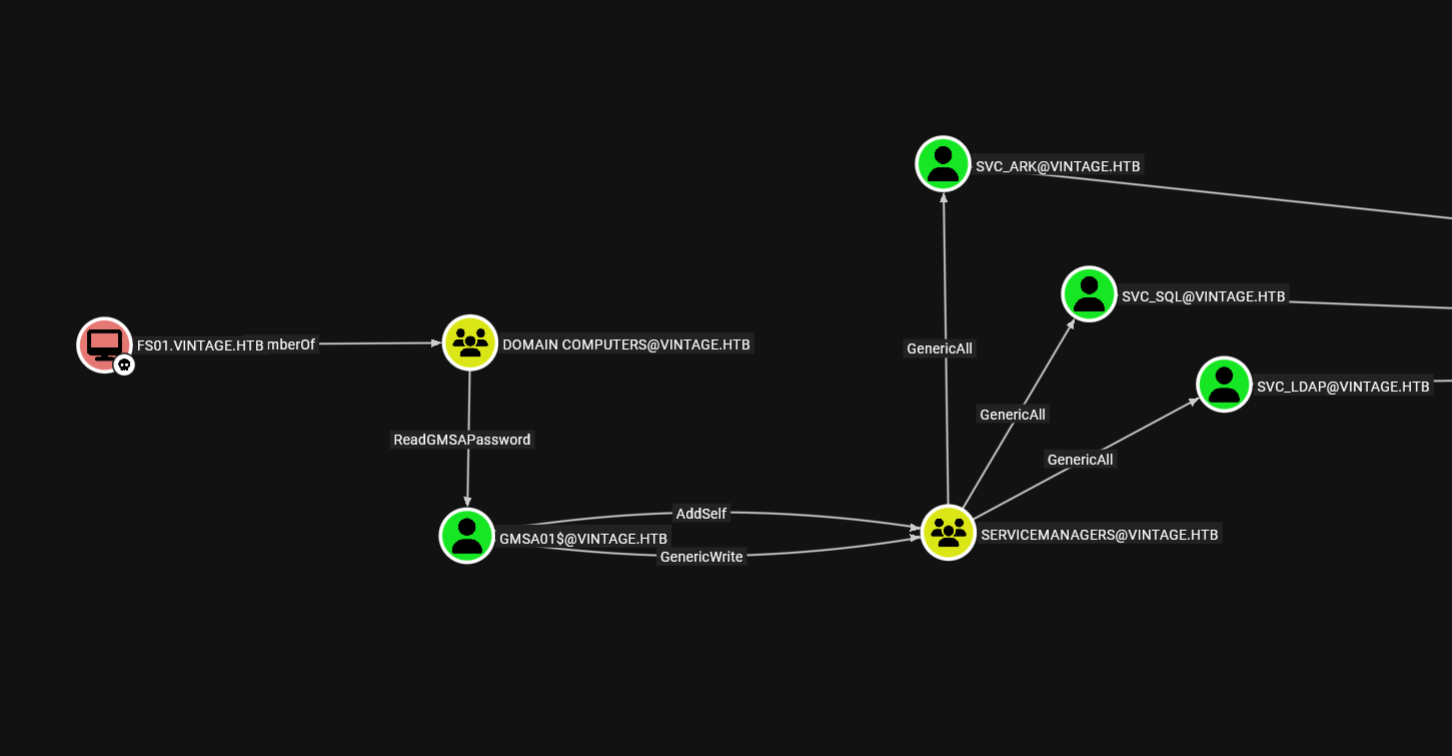 SVC_ARK@VINTAGE.HTB
SVC_SQL@VINTAGE.HTB
FS01.VINTAGE.HTB mberOf
DOMAIN COMPUTERS@VINTAGE.HTB
GenericAll
SVC_LDAP@VINTAGE.HTB
GenericAll
ReadGMSAPassword
GenericAll
AddSelf
GMSA01$@VINTAGE.HTB
SERVICEMANAGERS@VINTAGE.HTB
GenericWrite